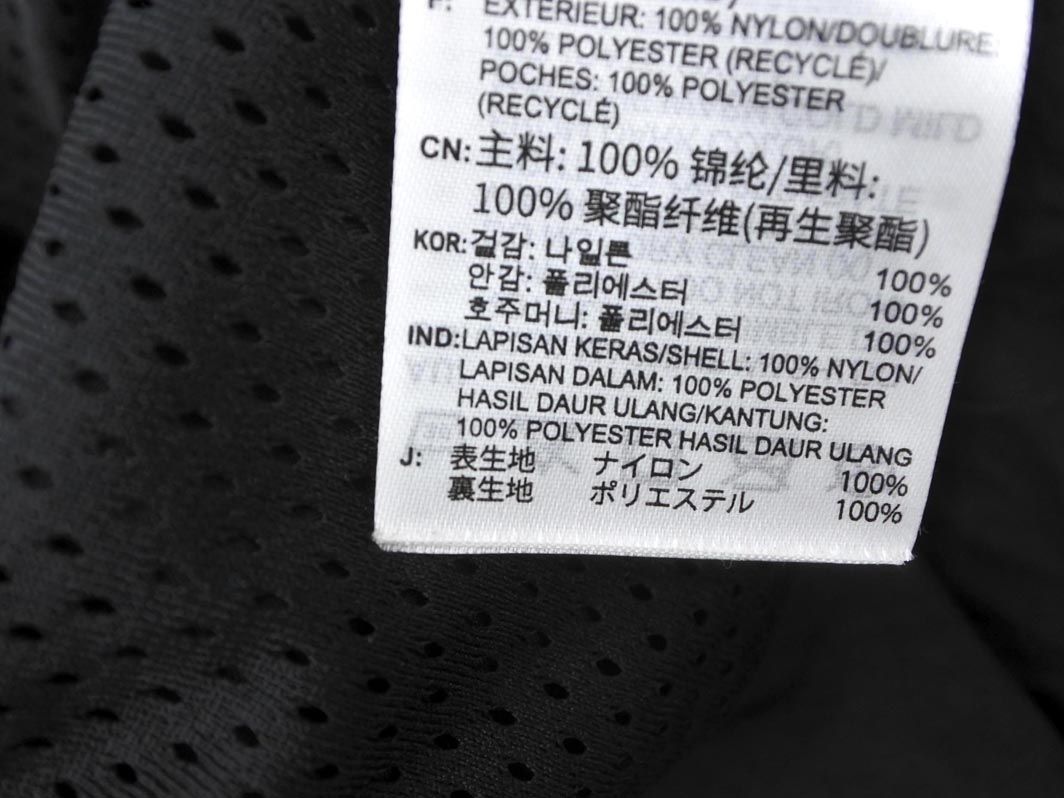 F: EXTÉRIEUR: 100% NYLON/DOUBLURE:
100% POLYESTER (RECYCLÉ)/
POCHES: 100% POLYESTER
(RECYCLÉ)
CN: 主料: 100% 锦纶/里料:
100% 聚酯纤维(再生聚酯)
KOR: 겉감: 나일론 100%
안감: 폴리에스터 100%
호주머니: 폴리에스터 100%
IND: LAPISAN KERAS/SHELL: 100% NYLON/
LAPISAN DALAM: 100% POLYESTER
HASIL DAUR ULANG/KANTUNG:
100% POLYESTER HASIL DAUR ULANG
J: 表生地 ナイロン 100%
裏生地 ポリエステル 100%